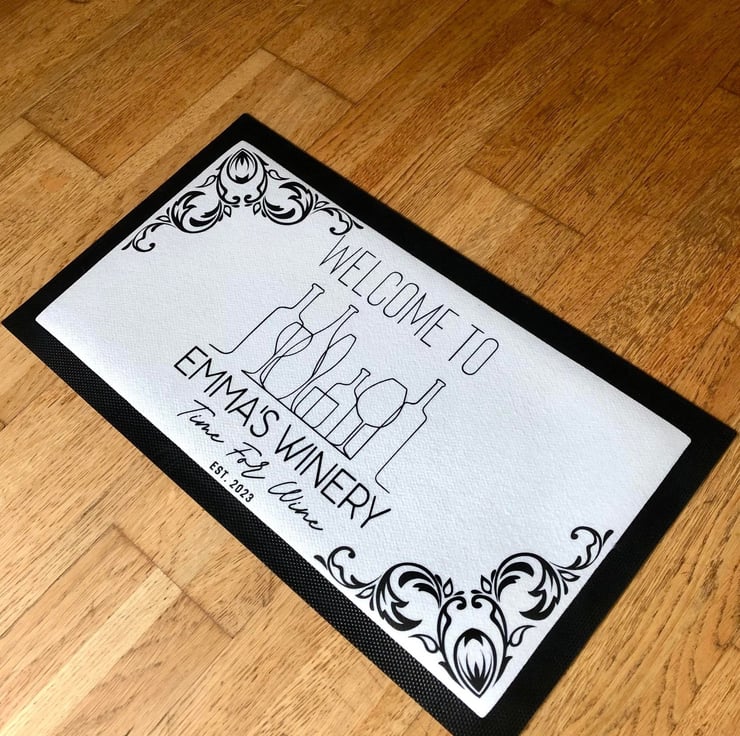 WELCOME TO
EMMA'S WINERY
Time For Wine
EST. 2023